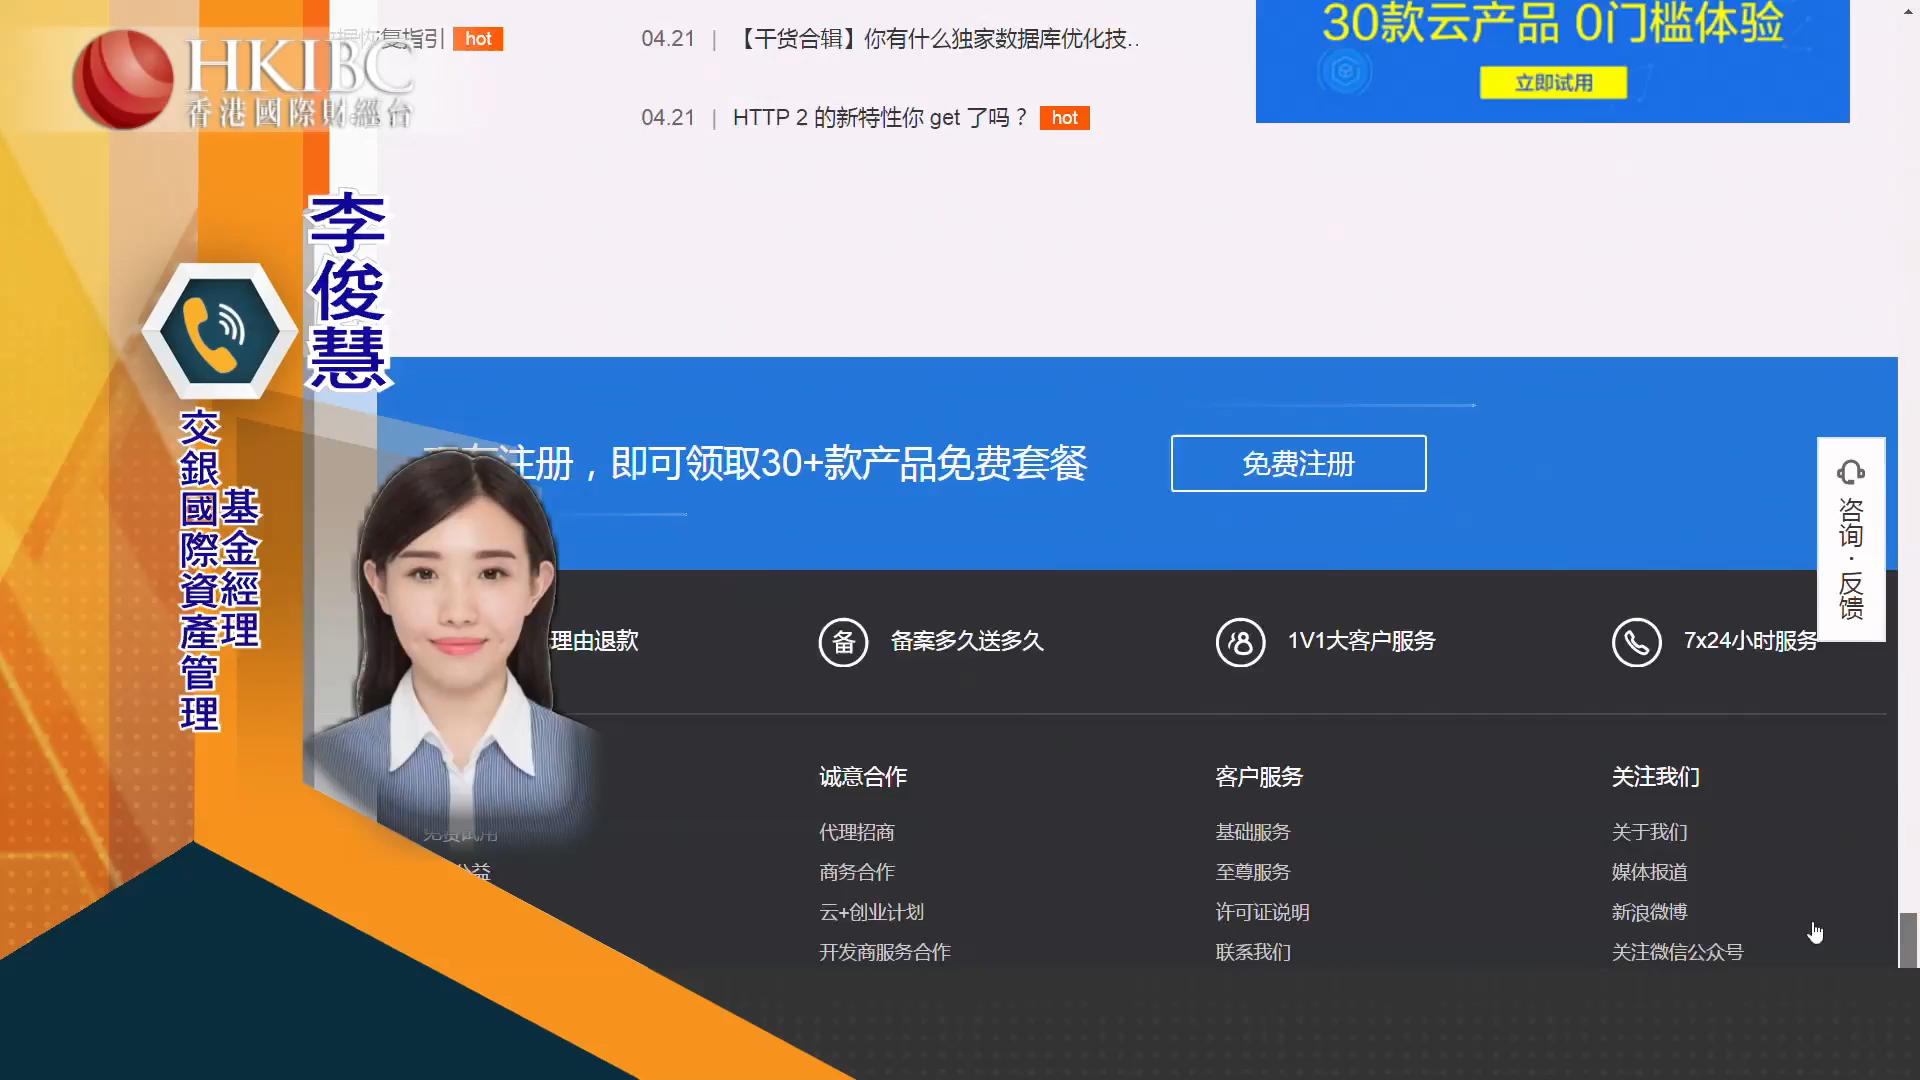 HKIBC
香港國際財經台
复指引 hot
04.21 | 【干货合辑】你有什么独家数据库优化技..
04.21 | HTTP 2 的新特性你 get 了吗？ hot
30款云产品 0门槛体验
立即试用
李俊慧
交銀國際資產管理
基金經理
注册，即可领取30+款产品免费套餐
免费注册
咨询·反馈
理由退款
备 备案多久送多久
1V1大客户服务
7x24小时服务
免费试用
公益
诚意合作
代理招商
商务合作
云+创业计划
开发商服务合作
客户服务
基础服务
至尊服务
许可证说明
联系我们
关注我们
关于我们
媒体报道
新浪微博
关注微信公众号